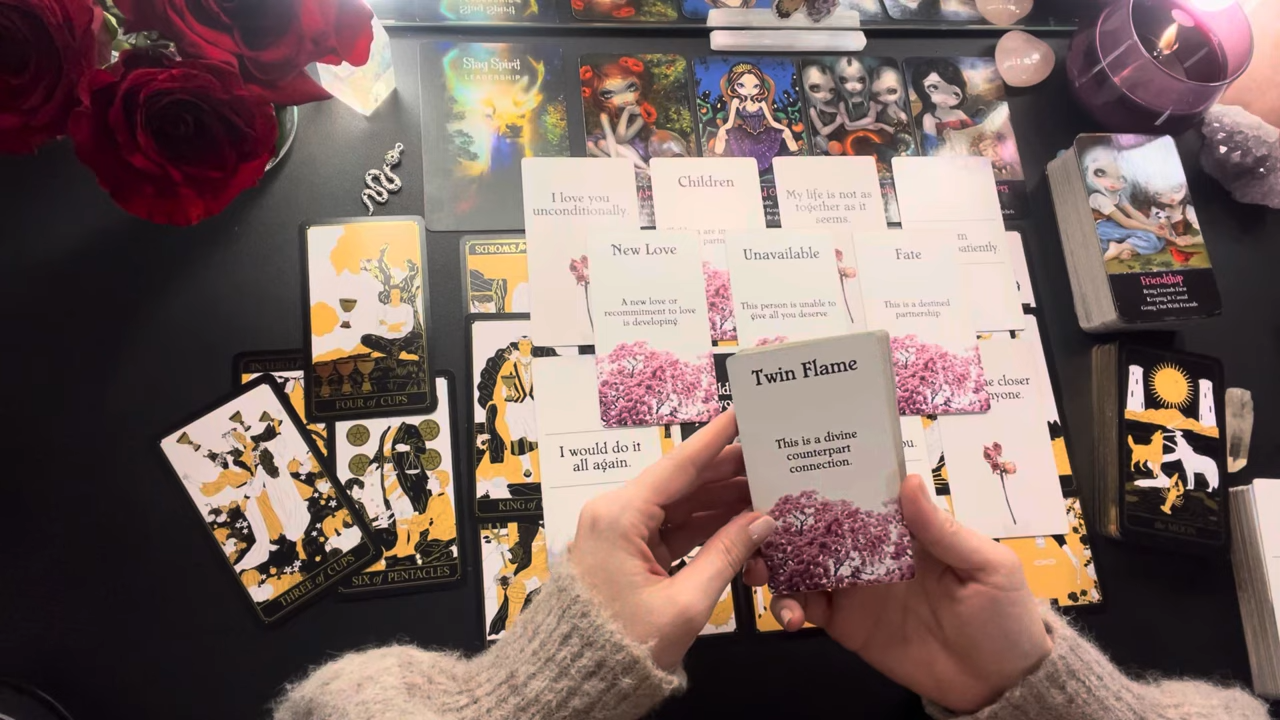 Stay Spirit
LEADERSHIP
I love you
unconditionally.
Children
My life is not as
together as it
seems.
New Love
A new love or
recommitment to love
is developing.
Unavailable
This person is unable to
give all you deserve.
Fate
This is a destined
partnership.
Twin Flame
This is a divine
counterpart
connection.
I would do it
all again.
closer
Friendship
Being Friends First
Keeping It Casual
Going Out With Friends
FOUR of CUPS
THREE of CUPS
SIX of PENTACLES
KING of
SWORDS
the MOON